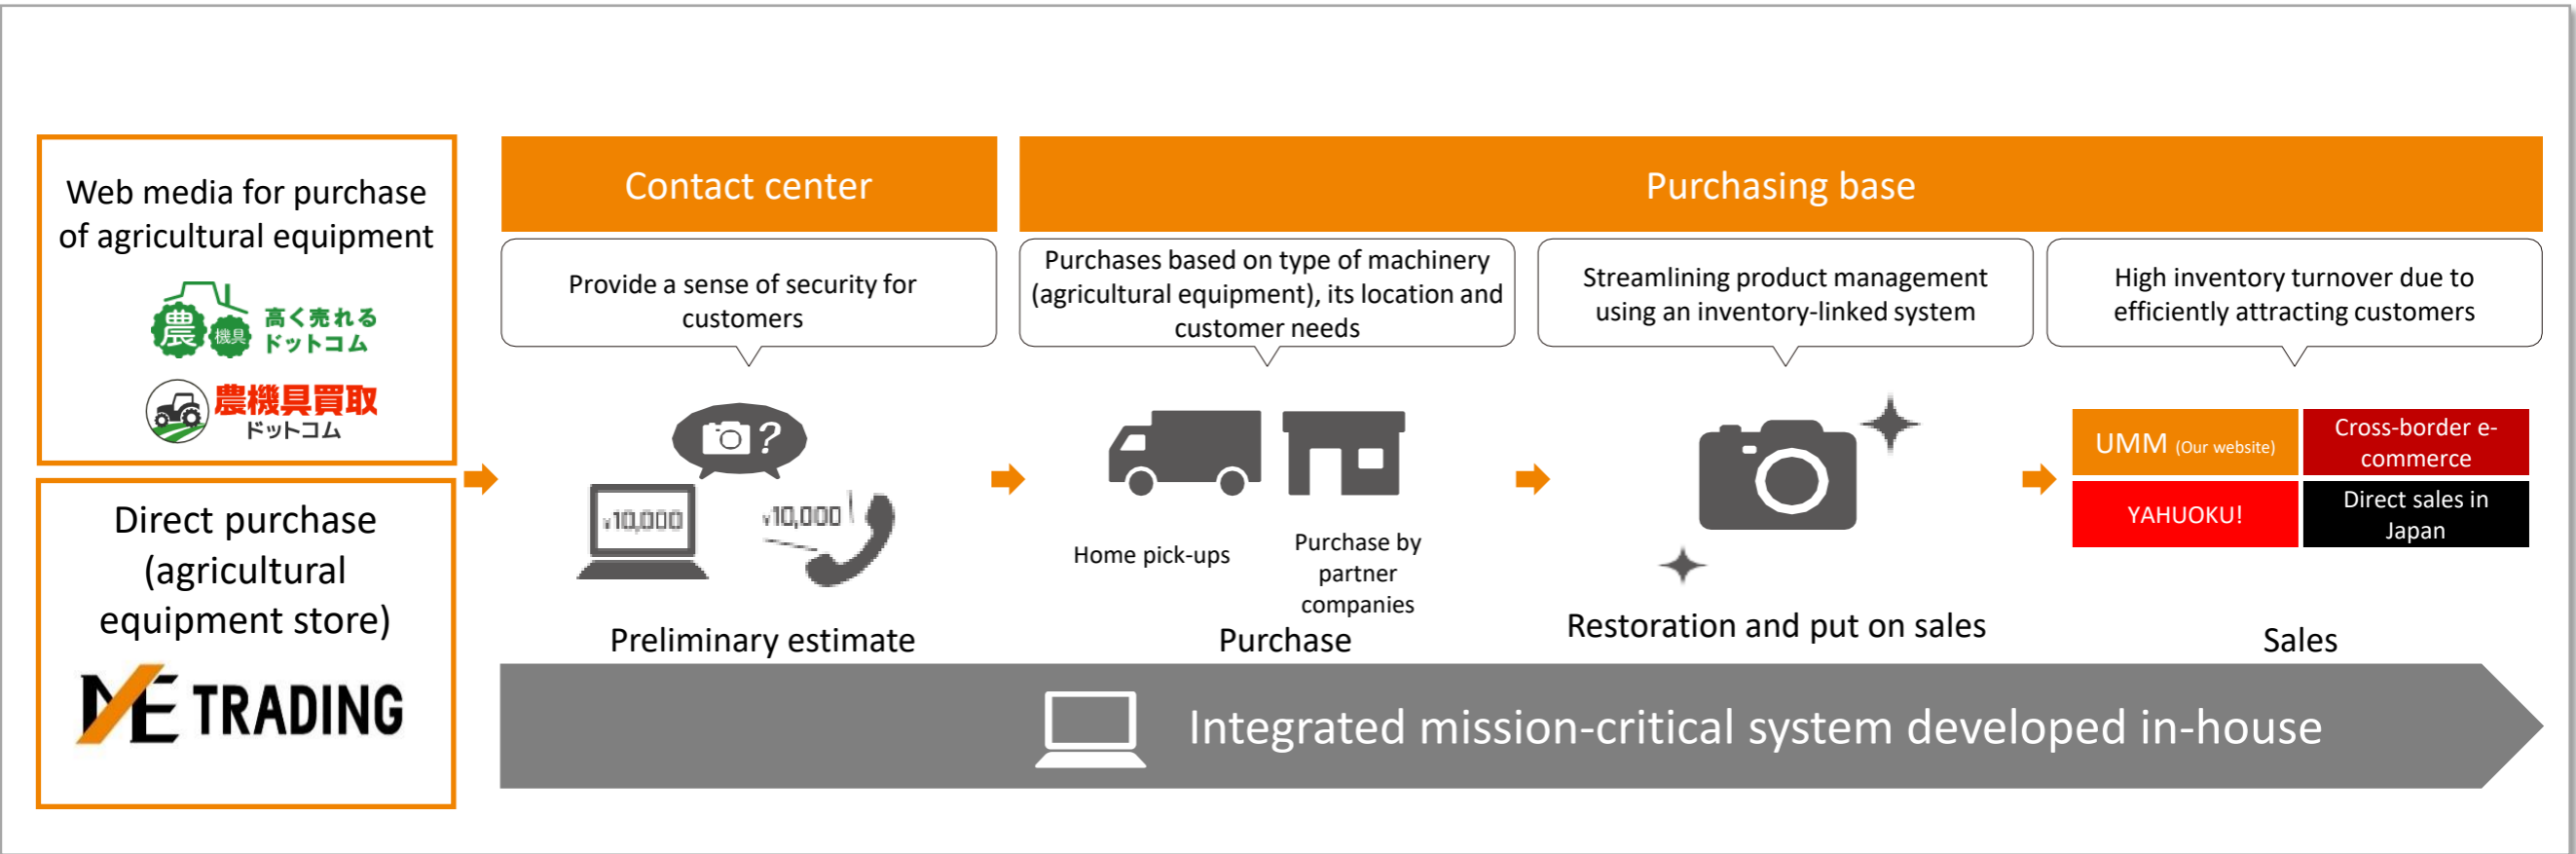 Web media for purchase
of agricultural equipment
農 機具 高く売れる
ドットコム
農機具買取
ドットコム
Direct purchase
(agricultural
equipment store)
ME TRADING
Contact center
Provide a sense of security for
customers
?
¥10,000
¥10,000
Preliminary estimate
Purchasing base
Purchases based on type of machinery
(agricultural equipment), its location and
customer needs
Home pick-ups
Purchase by
partner
companies
Purchase
Streamlining product management
using an inventory-linked system
Restoration and put on sales
High inventory turnover due to
efficiently attracting customers
UMM (Our website)
Cross-border e-
commerce
YAHUOKU!
Direct sales in
Japan
Sales
Integrated mission-critical system developed in-house